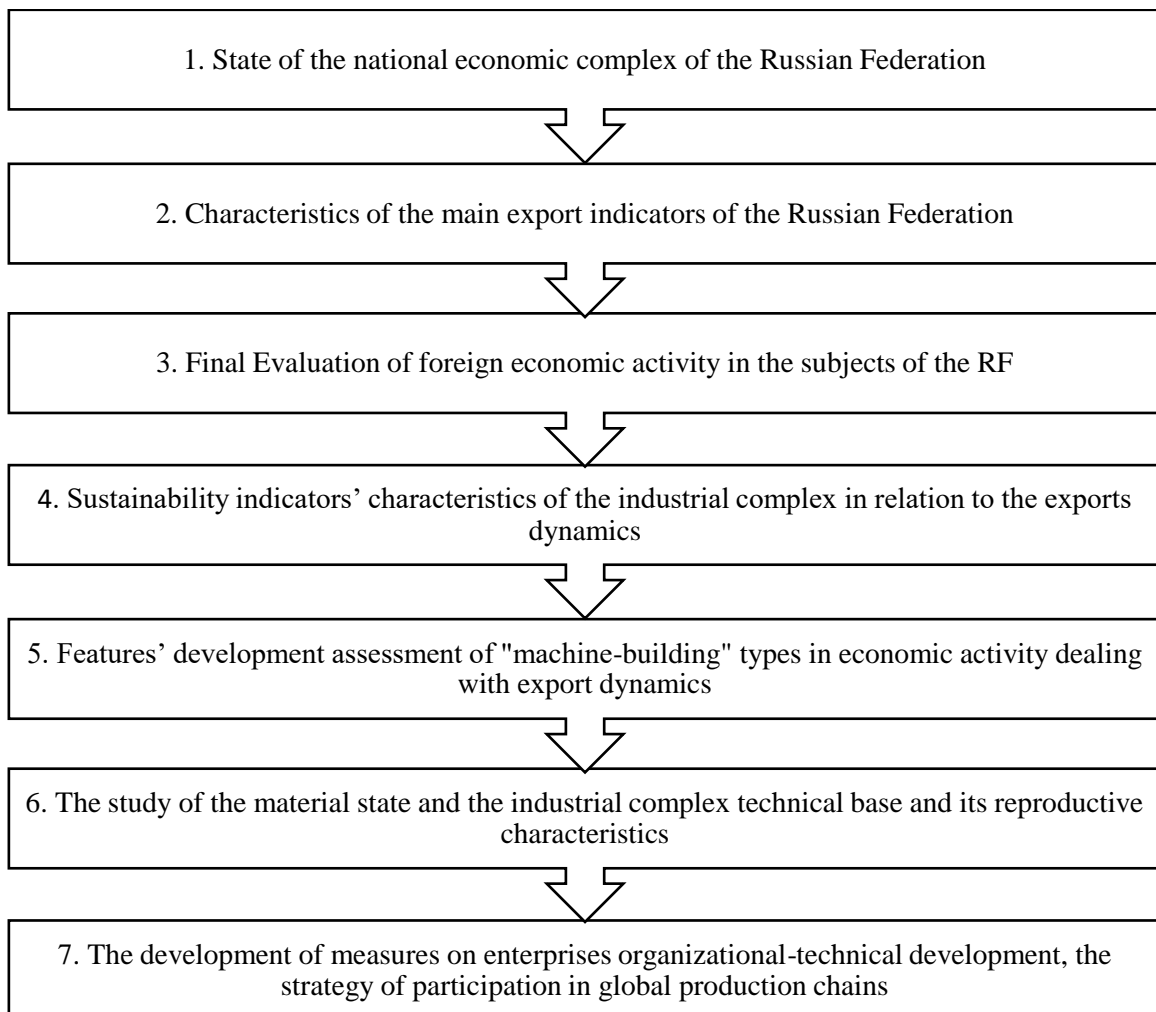 1. State of the national economic complex of the Russian Federation
2. Characteristics of the main export indicators of the Russian Federation
3. Final Evaluation of foreign economic activity in the subjects of the RF
4. Sustainability indicators’ characteristics of the industrial complex in relation to the exports
dynamics
5. Features’ development assessment of "machine-building" types in economic activity dealing
with export dynamics
6. The study of the material state and the industrial complex technical base and its reproductive
characteristics
7. The development of measures on enterprises organizational-technical development, the
strategy of participation in global production chains